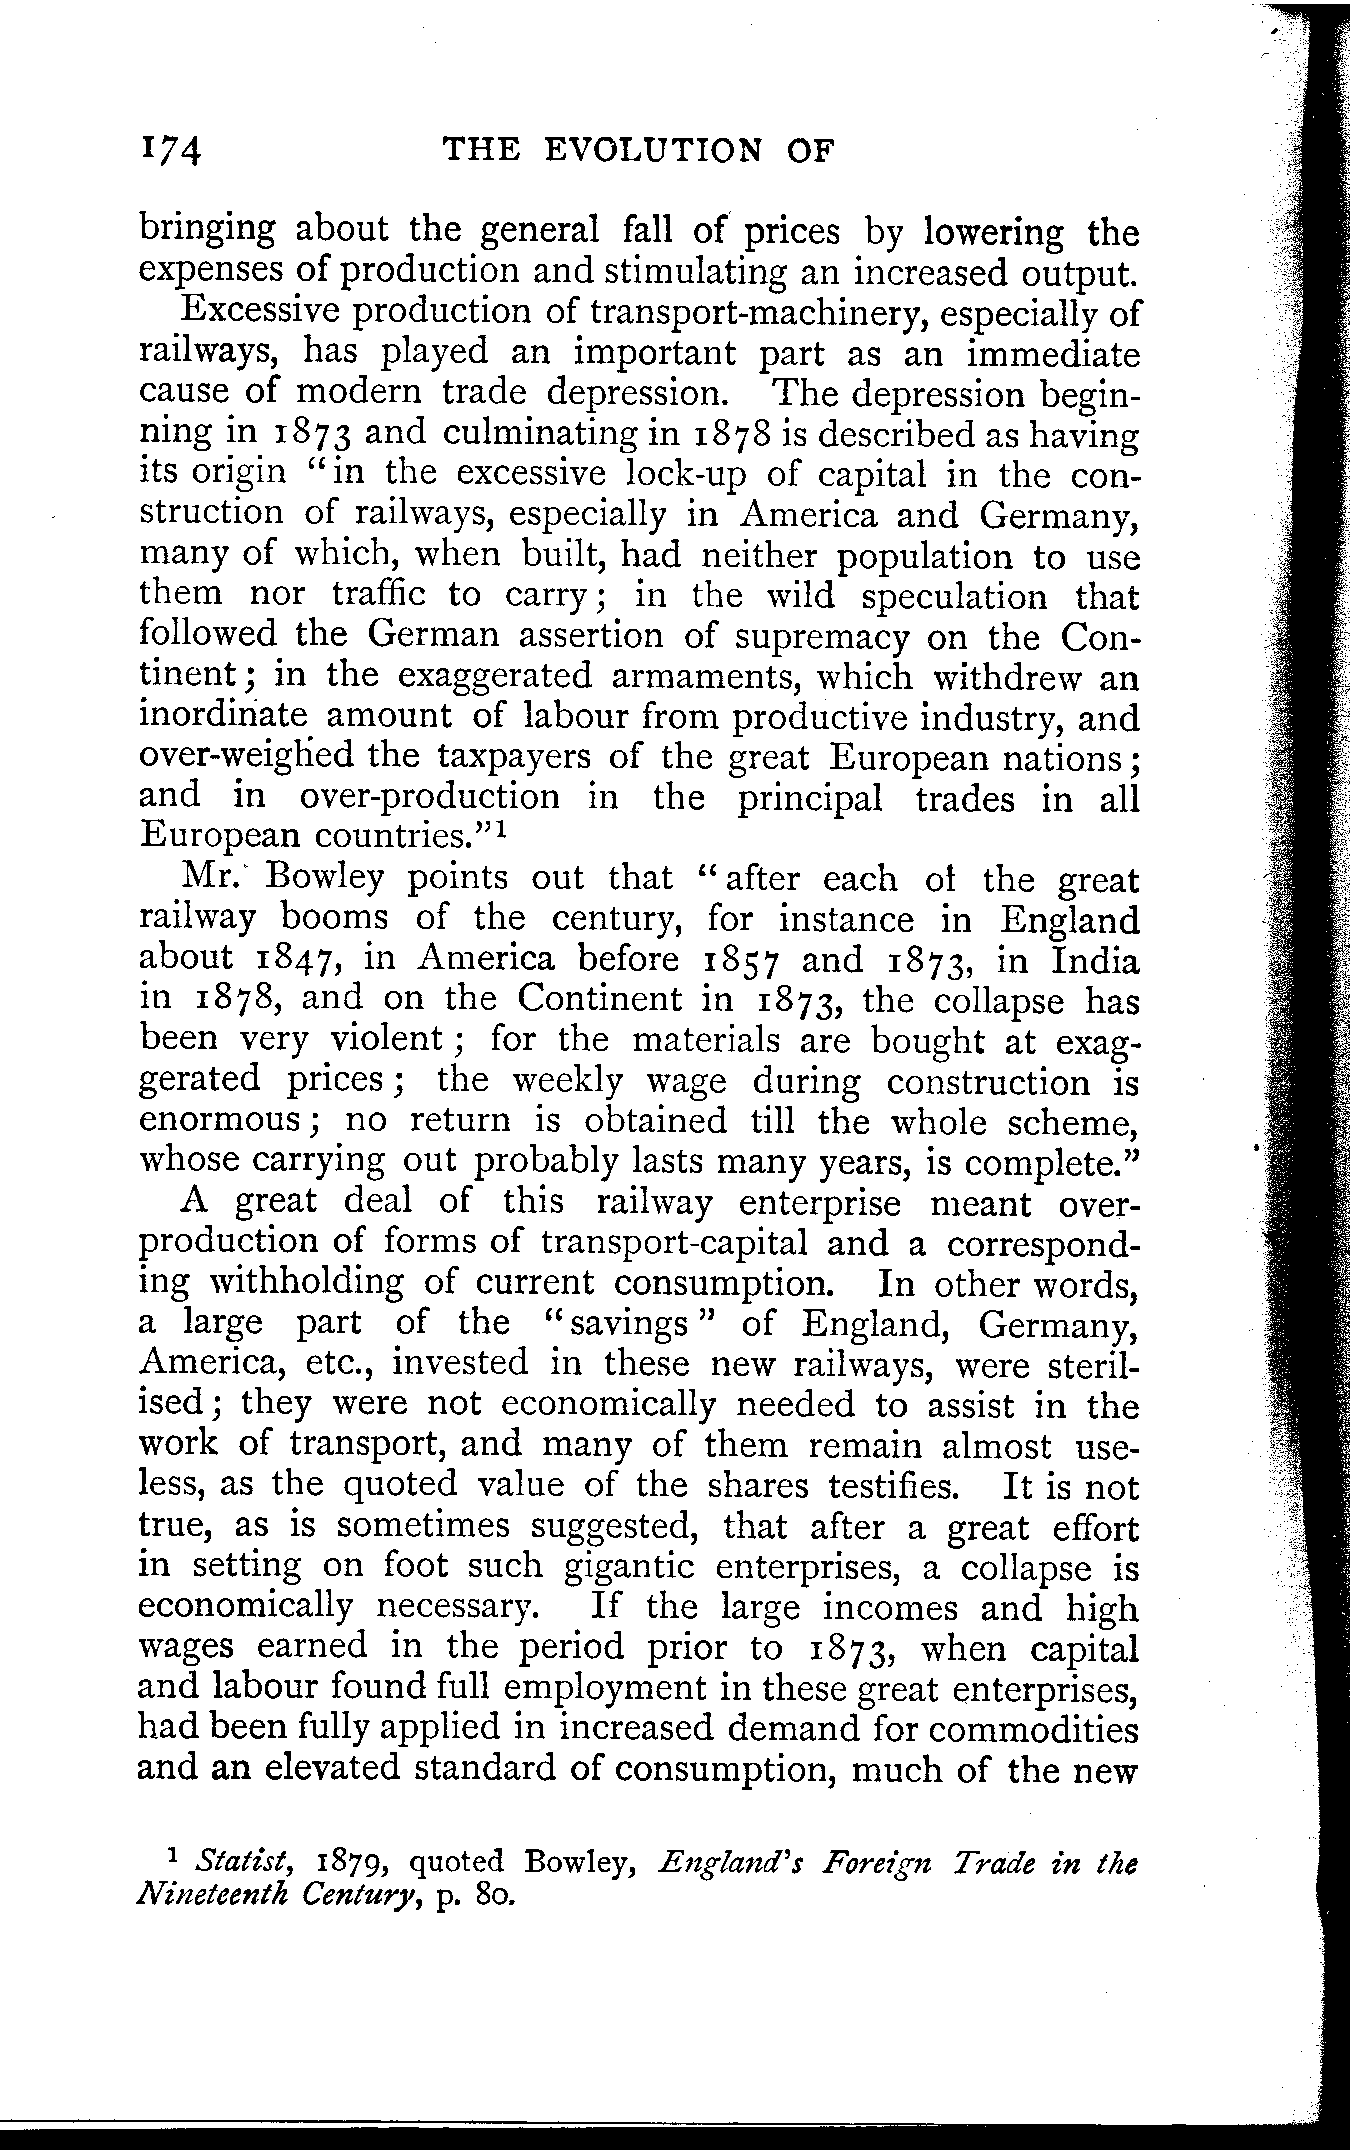 174 THE EVOLUTION OF
bringing about the general fall of prices by lowering the
expenses of production and stimulating an increased output.
Excessive production of transport-machinery, especially of
railways, has played an important part as an immediate
cause of modern trade depression. The depression begin-
ning in 1873 and culminating in 1878 is described as having
its origin "in the excessive lock-up of capital in the con-
struction of railways, especially in America and Germany,
many of which, when built, had neither population to use
them nor traffic to carry; in the wild speculation that
followed the German assertion of supremacy on the Con-
tinent; in the exaggerated armaments, which withdrew an
inordinate amount of labour from productive industry, and
over-weighed the taxpayers of the great European nations;
and in over-production in the principal trades in all
European countries."¹
Mr. Bowley points out that "after each of the great
railway booms of the century, for instance in England
about 1847, in America before 1857 and 1873, in India
in 1878, and on the Continent in 1873, the collapse has
been very violent; for the materials are bought at exag-
gerated prices; the weekly wage during construction is
enormous; no return is obtained till the whole scheme,
whose carrying out probably lasts many years, is complete."
A great deal of this railway enterprise meant over-
production of forms of transport-capital and a correspond-
ing withholding of current consumption. In other words,
a large part of the "savings" of England, Germany,
America, etc., invested in these new railways, were steril-
ised; they were not economically needed to assist in the
work of transport, and many of them remain almost use-
less, as the quoted value of the shares testifies. It is not
true, as is sometimes suggested, that after a great effort
in setting on foot such gigantic enterprises, a collapse is
economically necessary. If the large incomes and high
wages earned in the period prior to 1873, when capital
and labour found full employment in these great enterprises,
had been fully applied in increased demand for commodities
and an elevated standard of consumption, much of the new
¹ Statist, 1879, quoted Bowley, England's Foreign Trade in the
Nineteenth Century, p. 80.